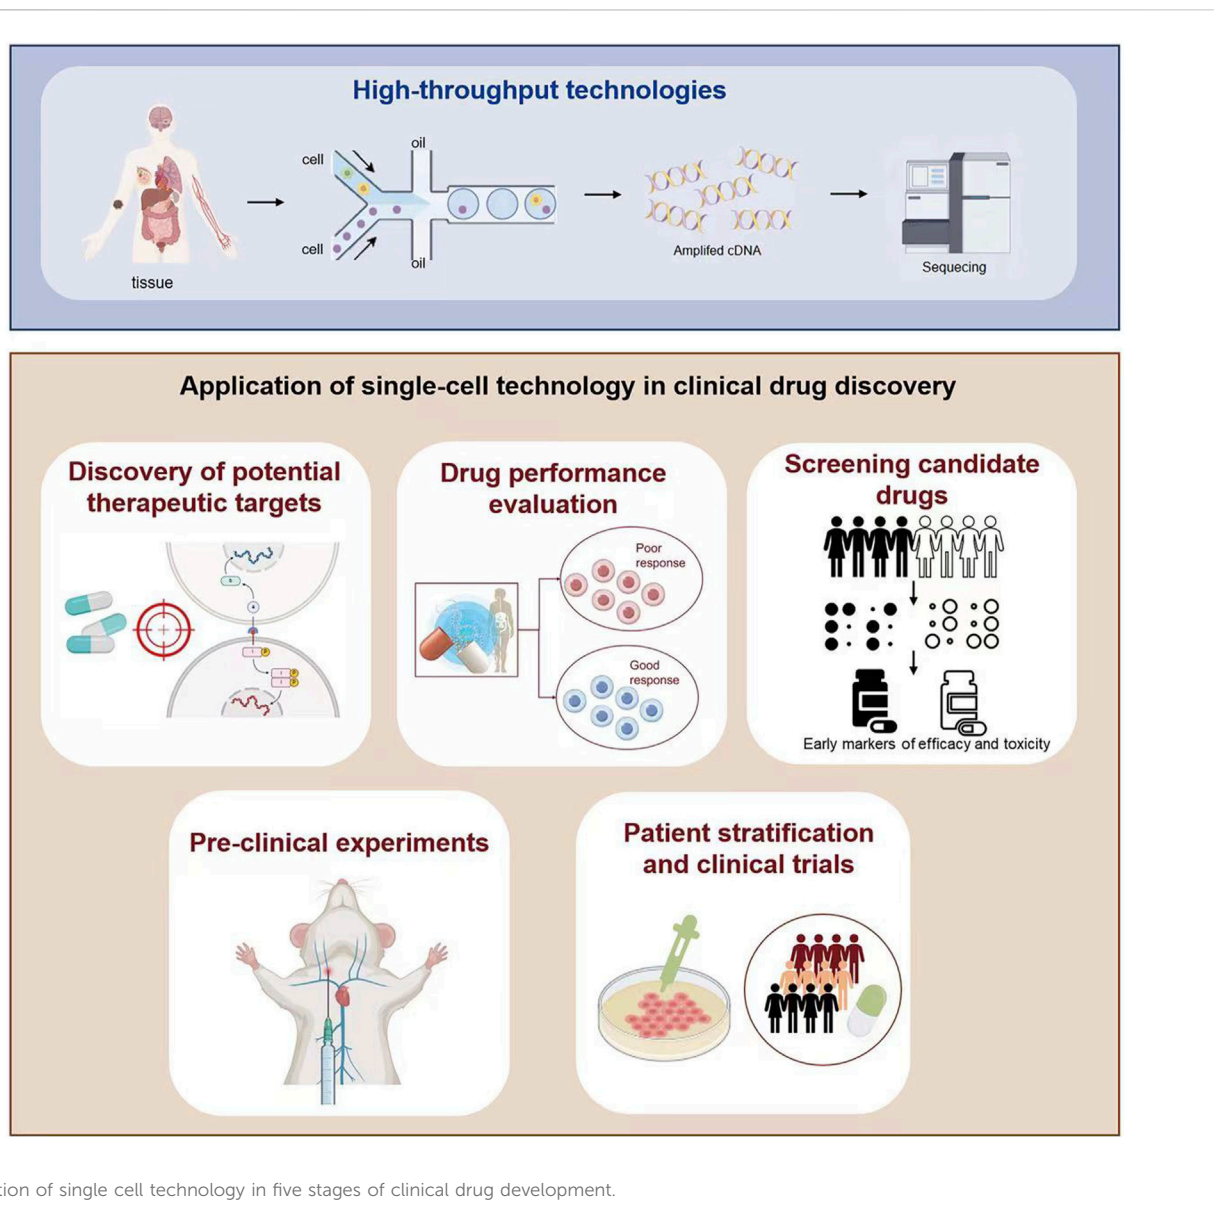 High-throughput technologies
cell
oil
cell
oil
tissue
Amplifed cDNA
Sequecing
Application of single-cell technology in clinical drug discovery
Discovery of potential
therapeutic targets
Drug performance
evaluation
Poor
response
Good
response
Screening candidate
drugs
Early markers of efficacy and toxicity
Pre-clinical experiments
Patient stratification
and clinical trials
tion of single cell technology in five stages of clinical drug development.